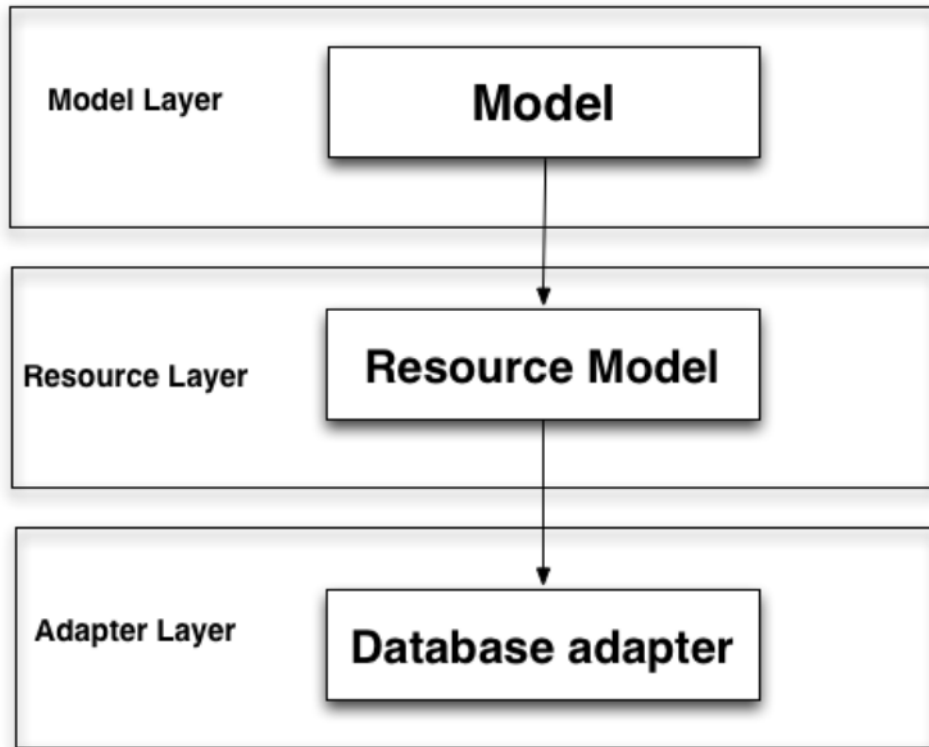 Model Layer
Model
Resource Layer
Resource Model
Adapter Layer
Database adapter